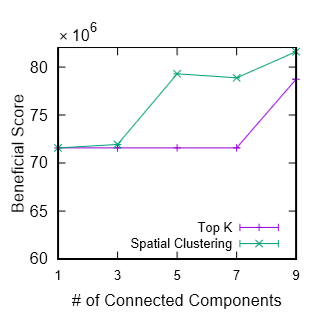 × 10^6
80
75
70
65
60
Beneficial Score
Top K
Spatial Clustering
1 3 5 7 9
# of Connected Components